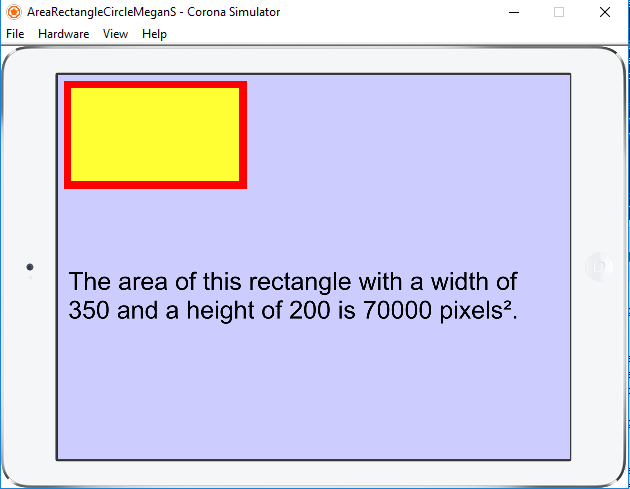 AreaRectangleCircleMeganS - Corona Simulator
File Hardware View Help
The area of this rectangle with a width of
350 and a height of 200 is 70000 pixels².